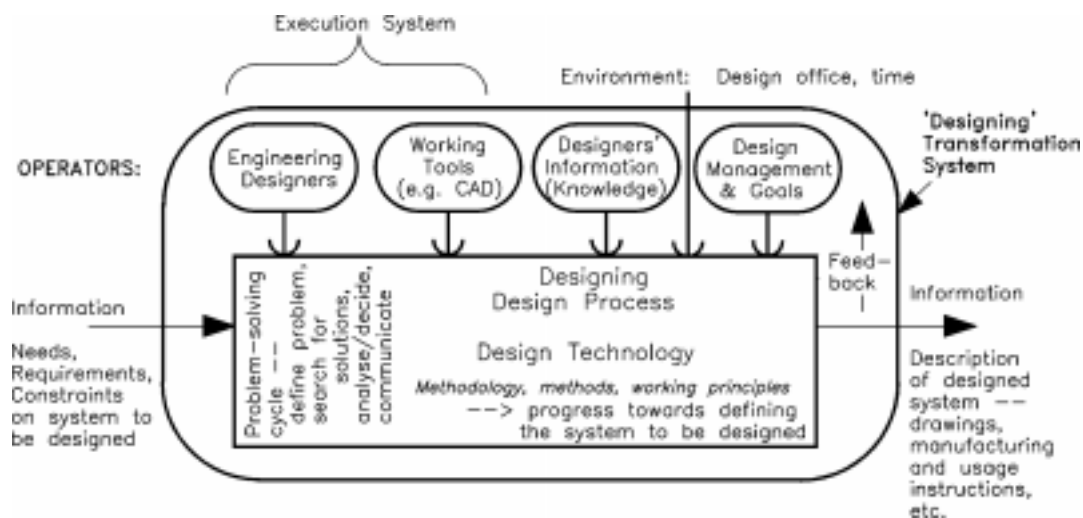 Execution System
Environment: Design office, time
'Designing'
Transformation
System
OPERATORS:
Engineering
Designers
Working
Tools
(e.g. CAD)
Designers'
Information
(Knowledge)
Design
Management
& Goals
Information
Needs,
Requirements,
Constraints
on system to
be designed
Problem-solving
cycle --
define problem,
search for
solutions,
analyse/decide,
communicate
Designing
Design Process
Design Technology
Methodology, methods, working principles
--> progress towards defining
the system to be designed
Feed-
back
Information
Description
of designed
system --
drawings,
manufacturing
and usage
instructions,
etc.